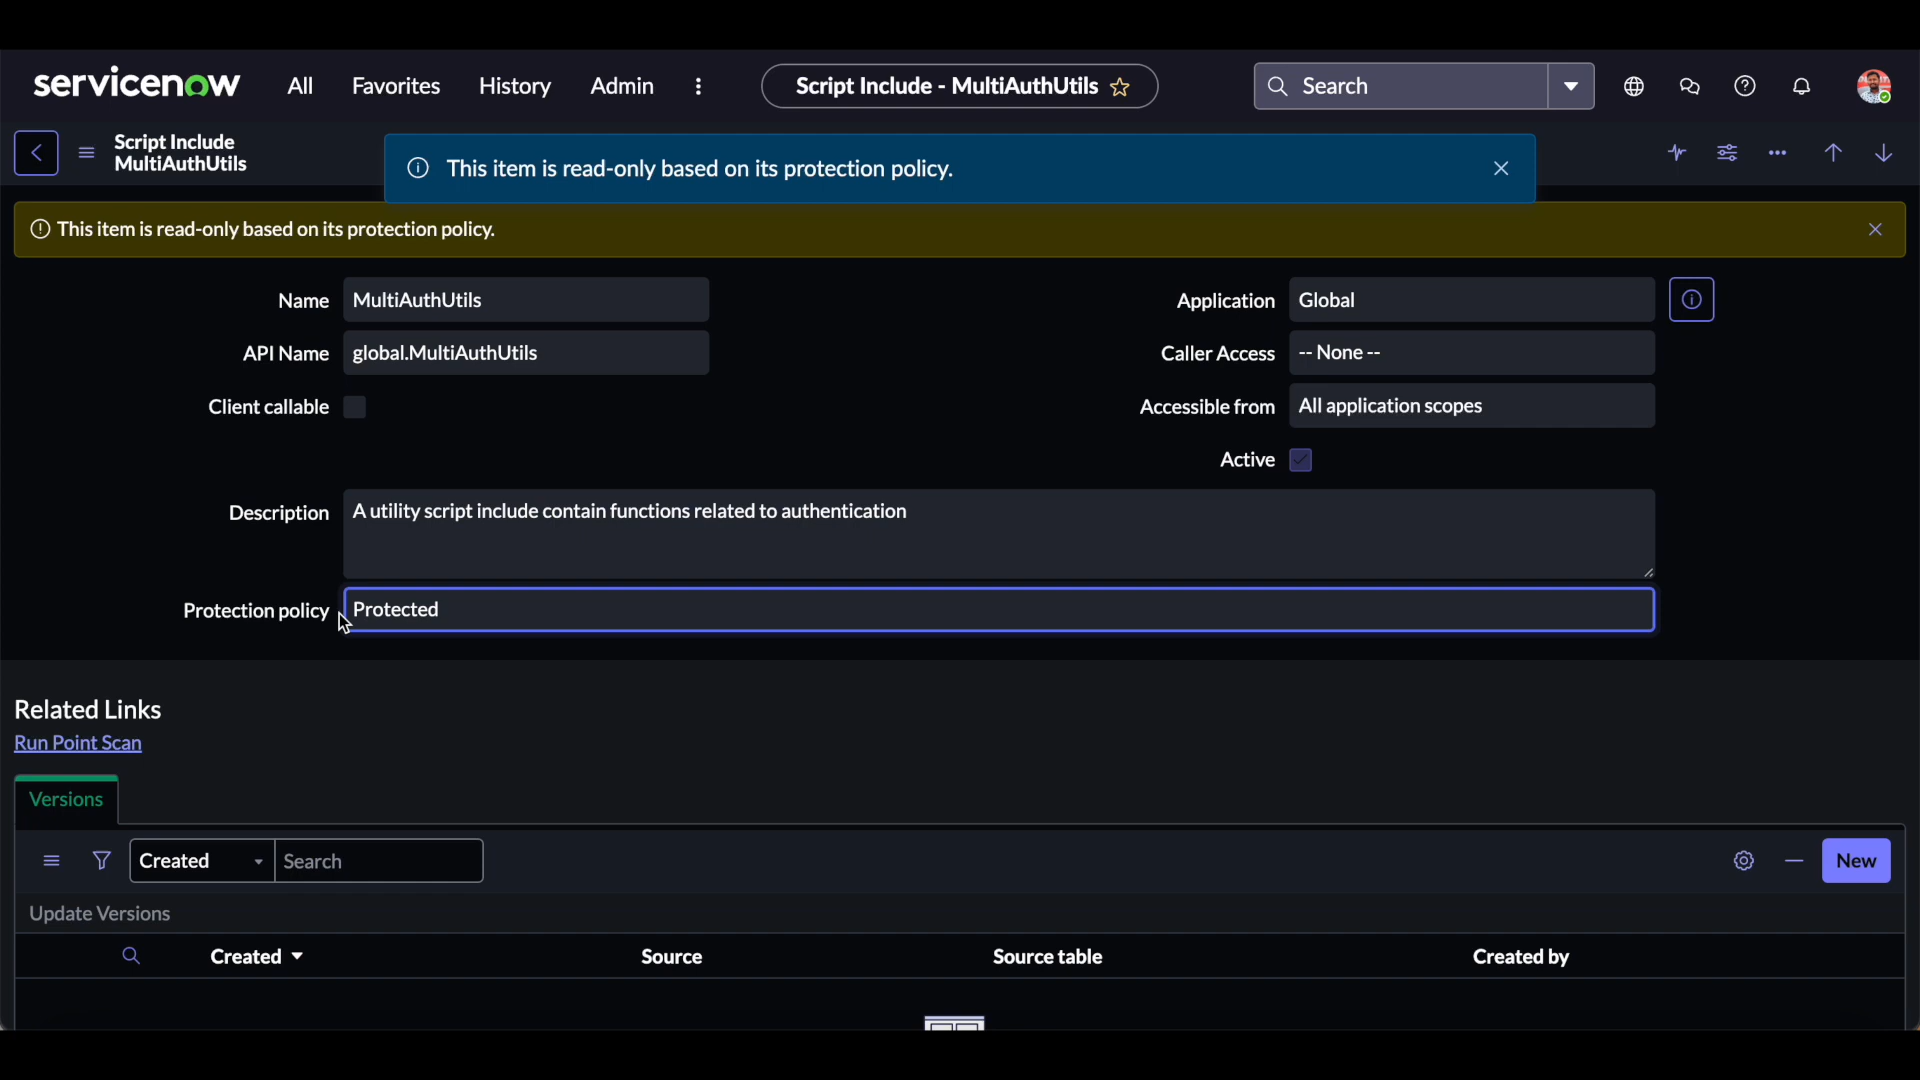 servicenow All Favorites History Admin Script Include - MultiAuthUtils Search
Script Include
MultiAuthUtils
This item is read-only based on its protection policy.
This item is read-only based on its protection policy.
Name MultiAuthUtils
Application Global
API Name global.MultiAuthUtils
Caller Access -- None --
Client callable
Accessible from All application scopes
Active
Description A utility script include contain functions related to authentication
Protection policy Protected
Related Links
Run Point Scan
Versions
Created Search New
Update Versions
Created Source Source table Created by